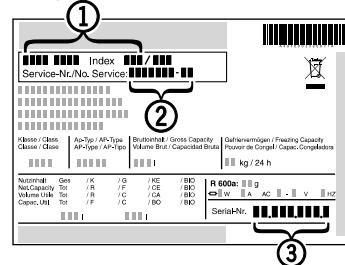 ①
Index /
Service-Nr./No. Service: -
②
Klasse / Class
Classe / Clase
Ap-Typ / AP-Type
AP-Type / AP-Tipo
Bruttoinhalt / Gross Capacity
Volume Brut / Capacidad Bruta
Gefriervermögen / Freezing Capacity
Pouvoir de Congel / Capac. Congeladora
l
kg / 24 h
Nutzinhalt Ges / K / G / KE / BIO
Net.Capacity Tot / R / F / CE / BIO
Volume Utile Tot / R / C / CA / BIO
Capac. Util Tot / F / C / BO / BIO
l
l
R 600a: g
W A AC - V HZ
Serial-Nr.
③